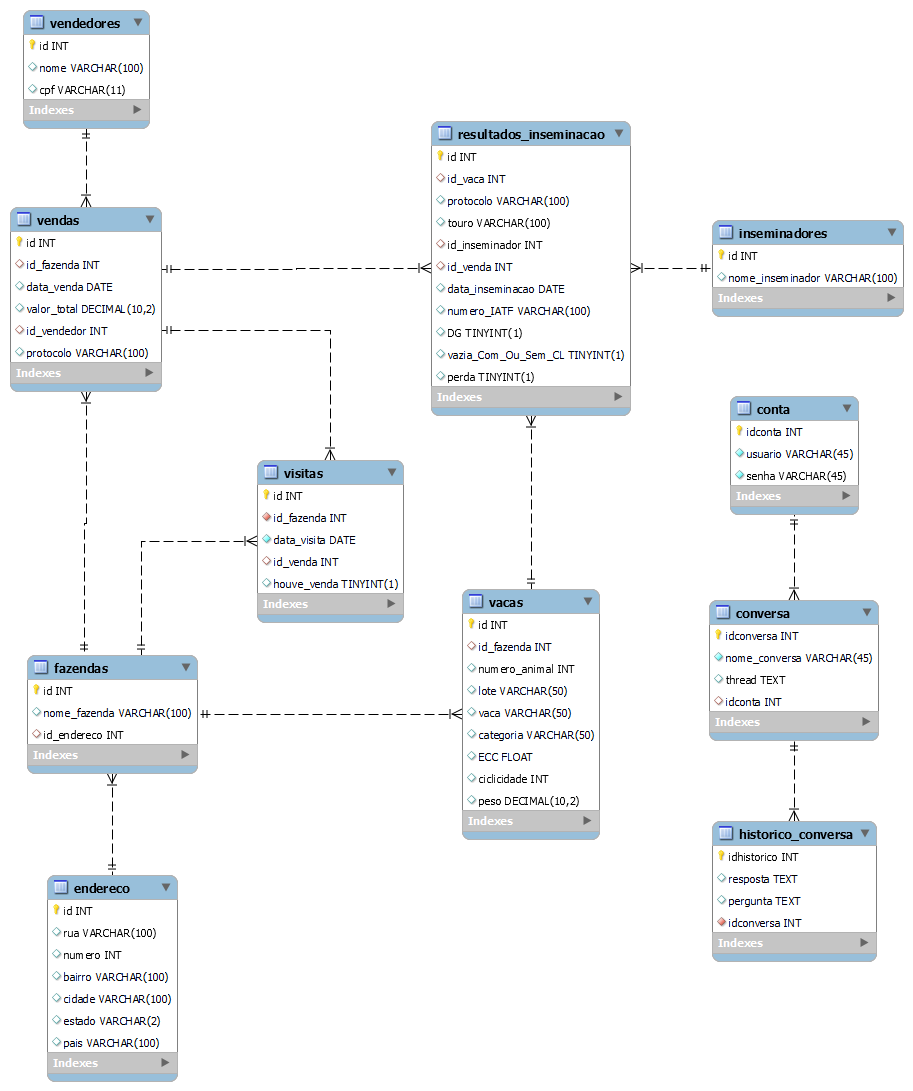 vendedores
id INT
nome VARCHAR(100)
cpf VARCHAR(11)
Indexes
vendas
id INT
id_fazenda INT
data_venda DATE
valor_total DECIMAL(10,2)
id_vendedor INT
protocolo VARCHAR(100)
Indexes
resultados_inseminacao
id INT
id_vaca INT
protocolo VARCHAR(100)
touro VARCHAR(100)
id_inseminador INT
id_venda INT
data_inseminacao DATE
numero_IATF VARCHAR(100)
DG TINYINT(1)
vazia_Com_Ou_Sem_CL TINYINT(1)
perda TINYINT(1)
Indexes
inseminadores
id INT
nome_inseminador VARCHAR(100)
Indexes
visitas
id INT
id_fazenda INT
data_visita DATE
id_venda INT
houve_venda TINYINT(1)
Indexes
conta
idconta INT
usuario VARCHAR(45)
senha VARCHAR(45)
Indexes
fazendas
id INT
nome_fazenda VARCHAR(100)
id_endereco INT
Indexes
vacas
id INT
id_fazenda INT
numero_animal INT
lote VARCHAR(50)
vaca VARCHAR(50)
categoria VARCHAR(50)
ECC FLOAT
ciclicidade INT
peso DECIMAL(10,2)
Indexes
conversa
idconversa INT
nome_conversa VARCHAR(45)
thread TEXT
idconta INT
Indexes
endereco
id INT
rua VARCHAR(100)
numero INT
bairro VARCHAR(100)
cidade VARCHAR(100)
estado VARCHAR(2)
pais VARCHAR(100)
Indexes
historico_conversa
idhistorico INT
resposta TEXT
pergunta TEXT
idconversa INT
Indexes